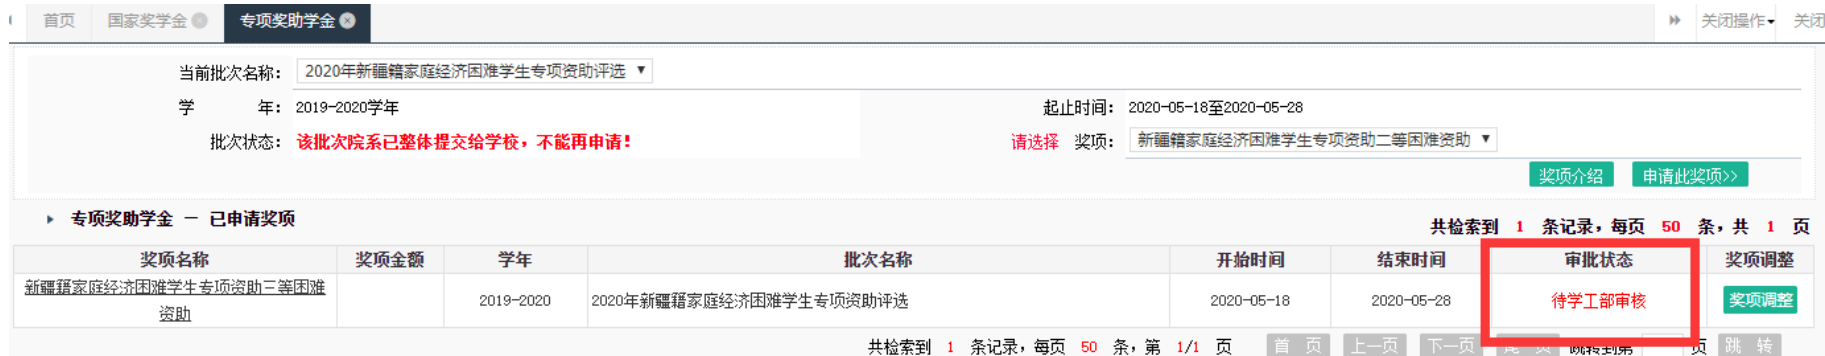 首页 国家奖学金 专项奖助学金 关闭操作 关闭
当前批次名称： 2020年新疆籍家庭经济困难学生专项资助评选
学 年： 2019-2020学年 起止时间： 2020-05-18至2020-05-28
批次状态： 该批次院系已整体提交给学校，不能再申请！ 请选择 奖项： 新疆籍家庭经济困难学生专项资助二等困难资助
奖项介绍 申请此奖项>>
专项奖助学金 — 已申请奖项
共检索到 1 条记录，每页 50 条，共 1 页
奖项名称 奖项金额 学年 批次名称 开始时间 结束时间 审批状态 奖项调整
新疆籍家庭经济困难学生专项资助三等困难
资助
2019-2020 2020年新疆籍家庭经济困难学生专项资助评选 2020-05-18 2020-05-28 待学工部审核 奖项调整
共检索到 1 条记录，每页 50 条，第 1/1 页 首 页 上一页 下一页 尾 页 跳转到第 页 跳 转